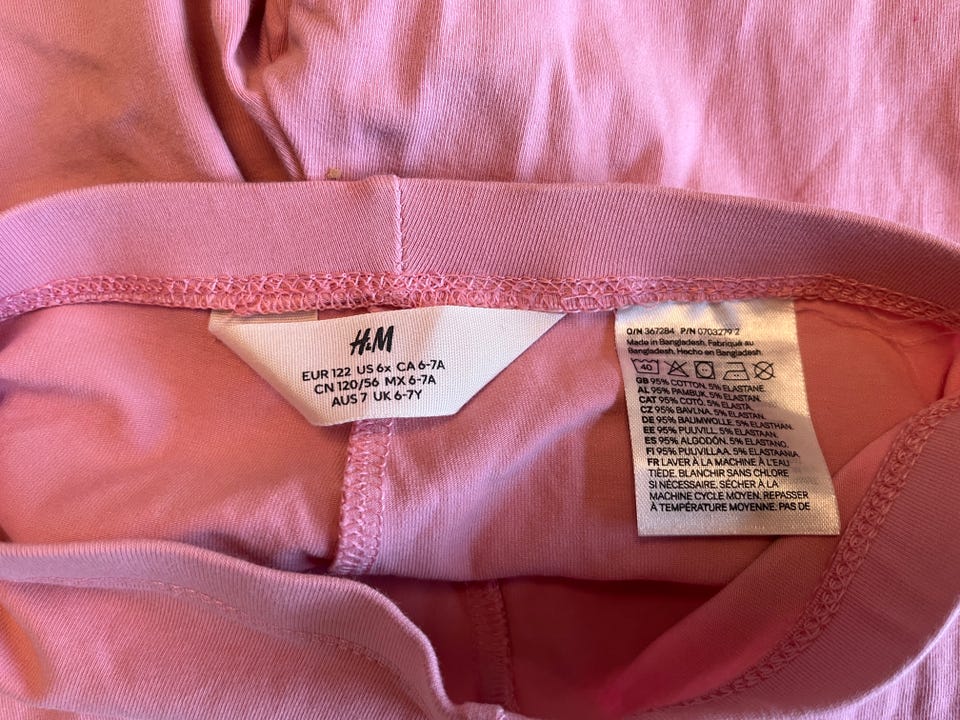 H&M
EUR 122 US 6x CA 6-7A
CN 120/56 MX 6-7A
AUS 7 UK 6-7Y
O/N 367284 P/N 0703279 2
Made in Bangladesh. Fabriqué au
Bangladesh. Hecho en Bangladesh.
40
GB 95% COTTON, 5% ELASTANE.
AL 95% PAMBUK, 5% ELASTAN.
CAT 95% COTÓ, 5% ELASTÀ.
CZ 95% BAVLNA, 5% ELASTAN.
DE 95% BAUMWOLLE, 5% ELASTHAN.
EE 95% PUUVILL, 5% ELASTAAN.
ES 95% ALGODÓN, 5% ELASTANO.
FI 95% PUUVILLAA, 5% ELASTAANIA.
FR LAVER À LA MACHINE À L'EAU
TIÈDE. BLANCHIR SANS CHLORE
SI NÉCESSAIRE. SÉCHER À LA
MACHINE CYCLE MOYEN. REPASSER
À TEMPÉRATURE MOYENNE. PAS DE